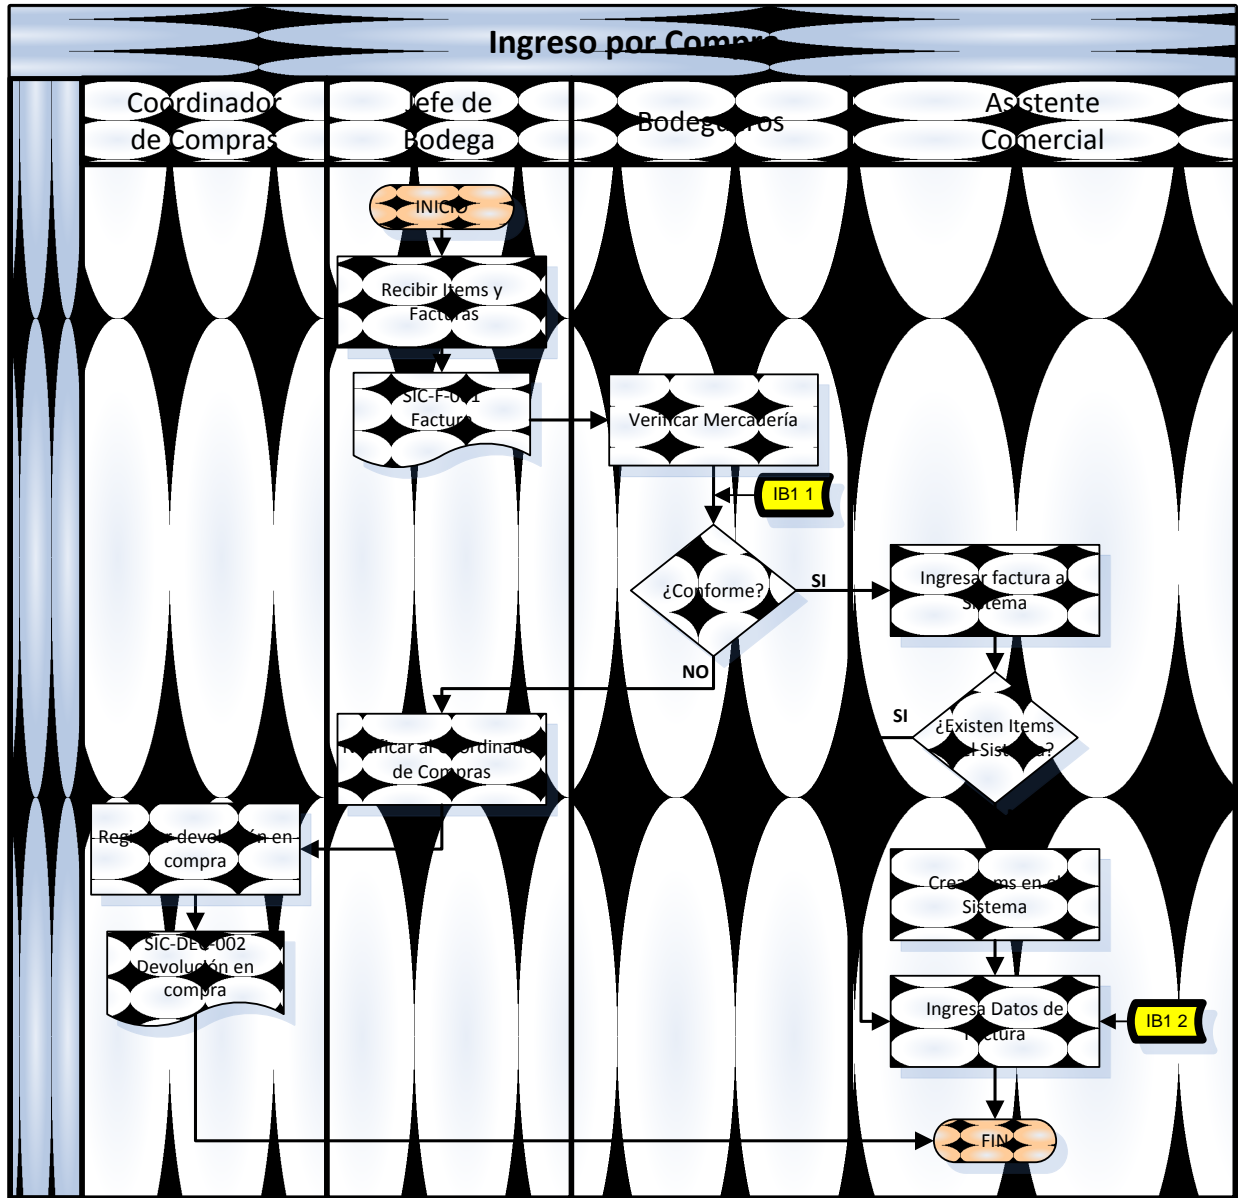 Ingreso por Compra
Coordinador
de Compras
Jefe de
Bodega
Bodegueros
Asistente
Comercial
INICIO
Recibir Items y
Facturas
SIC-F-001
Factura
Verificar Mercadería
IB1 1
¿Conforme?
SI
NO
Ingresar factura al
Sistema
¿Existen Items
el Sistema?
SI
Notificar al Coordinador
de Compras
Registrar devolución en
compra
SIC-DEC-002
Devolución en
compra
Crear Items en el
Sistema
Ingresa Datos de
Factura
IB1 2
FIN